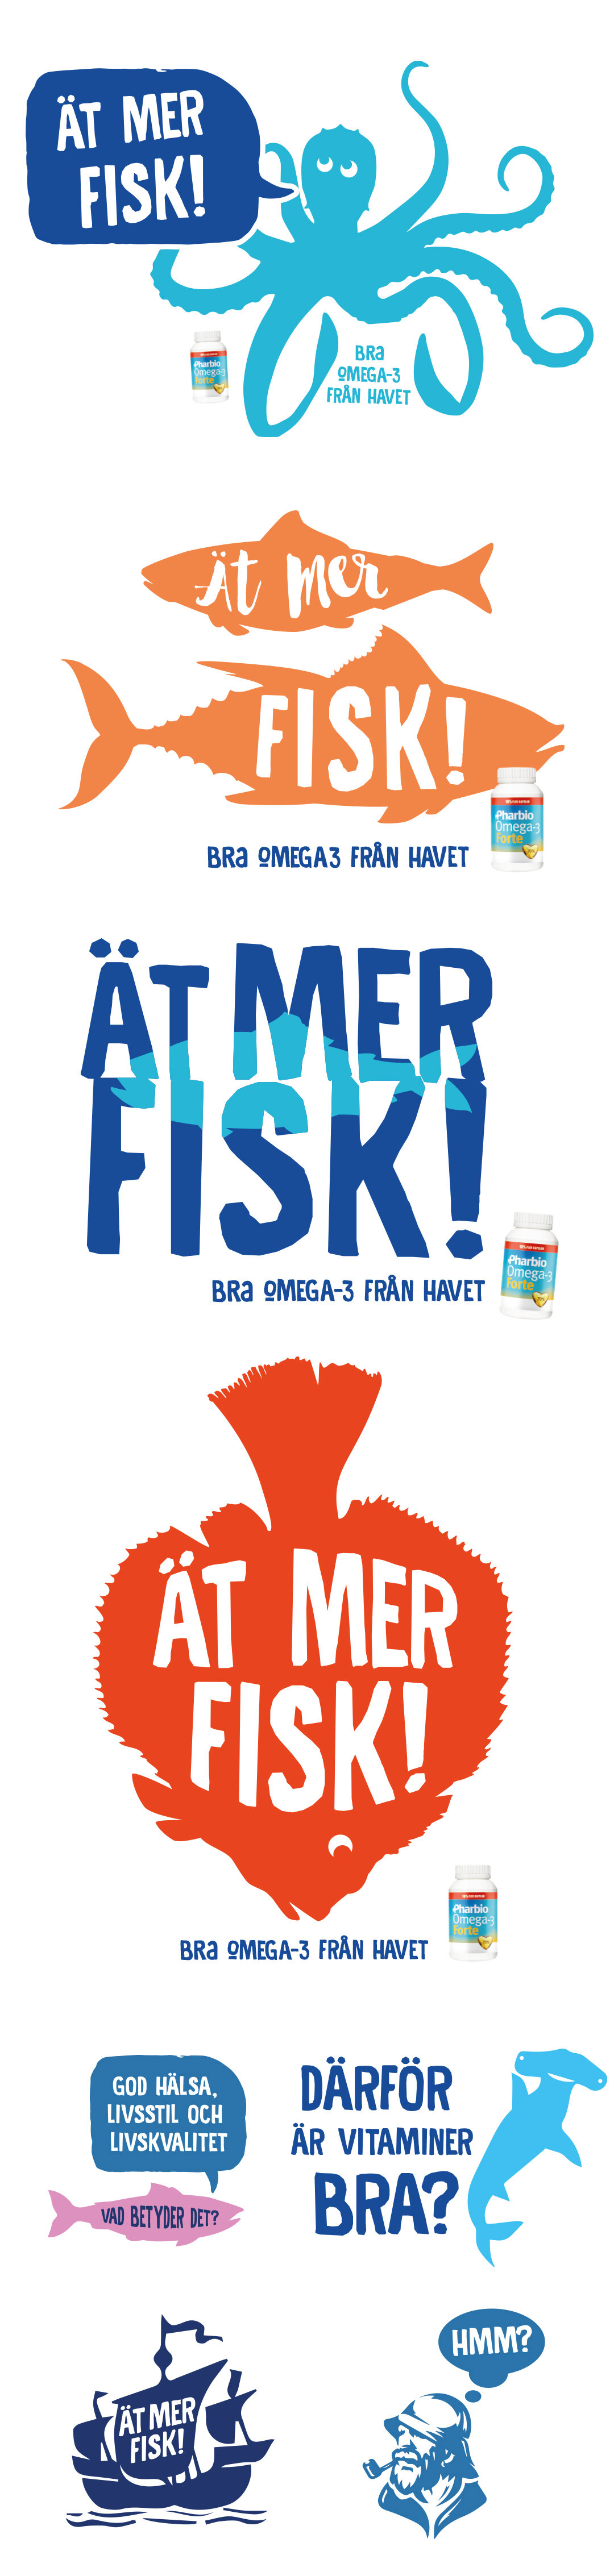 ÄT MER
FISK!
Pharbio
Omega-3
Forte
BRa
OMEGA-3
FRÅN HAVET
Ät mer
FISK!
Pharbio
Omega-3
Forte
BRa OMEGA3 FRÅN HAVET
ÄT MER
FISK!
Pharbio
Omega-3
Forte
BRa OMEGA-3 FRÅN HAVET
ÄT MER
FISK!
Pharbio
Omega-3
Forte
BRa OMEGA-3 FRÅN HAVET
GOD HÄLSA,
LIVSSTIL OCH
LIVSKVALITET
VAD BETYDER DET?
DÄRFÖR
ÄR VITAMINER
BRA?
ÄT MER
FISK!
HMM?